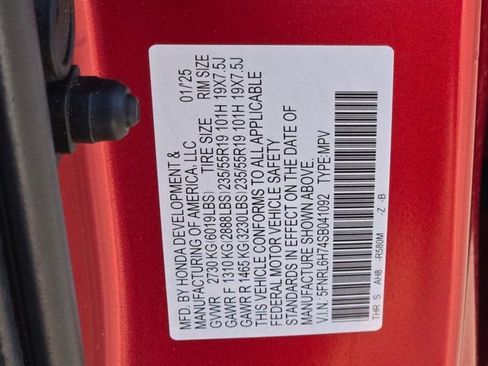 MFD. BY HONDA DEVELOPMENT & 01/25
MANUFACTURING OF AMERICA, LLC
GVWR 2730 KG(6019LBS) TIRE SIZE RIM SIZE
GAWR F 1310 KG(2888LBS)235/55R19 101H 19X7.5J
GAWR R 1465 KG(3230LBS)235/55R19 101H 19X7.5J
THIS VEHICLE CONFORMS TO ALL APPLICABLE
FEDERAL MOTOR VEHICLE SAFETY
STANDARDS IN EFFECT ON THE DATE OF
MANUFACTURE SHOWN ABOVE.
V.I.N. 5FNRL6H74SB041092 TYPE:MPV
THR S AH8 -R580M -Z -B